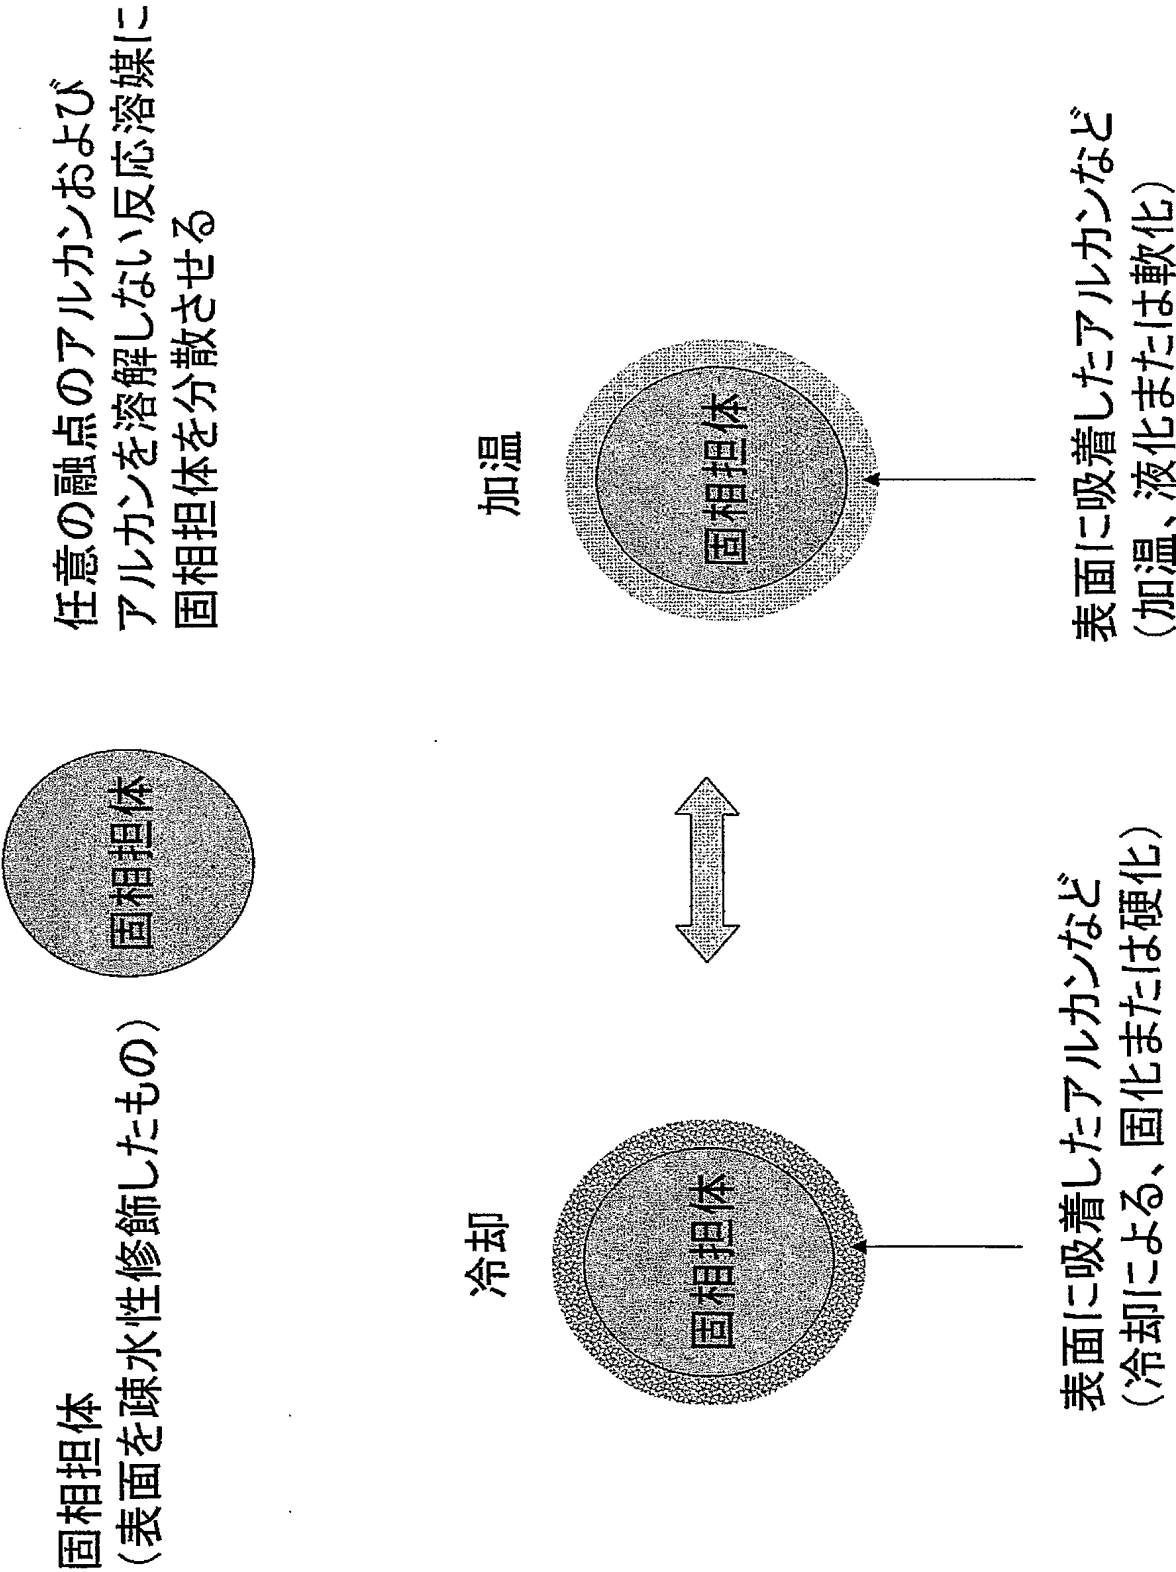 固相担体
(表面を疎水性修飾したもの)
固相担体
任意の融点のアルカンおよび
アルカンを溶解しない反応溶媒に
固相担体を分散させる
冷却
固相担体
表面に吸着したアルカンなど
(冷却による、固化または硬化)
加温
固相担体
表面に吸着したアルカンなど
(加温、液化または軟化)